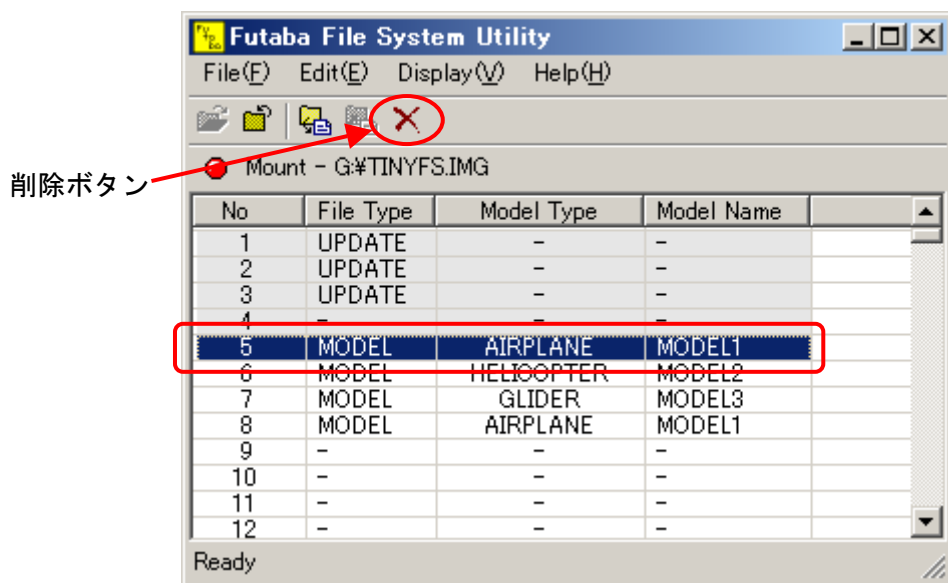 Futaba File System Utility
File(F) Edit(E) Display(V) Help(H)
Mount - G:¥TINYFS.IMG
削除ボタン
No File Type Model Type Model Name
1 UPDATE - -
2 UPDATE - -
3 UPDATE - -
4 - - -
5 MODEL AIRPLANE MODEL1
6 MODEL HELICOPTER MODEL2
7 MODEL GLIDER MODEL3
8 MODEL AIRPLANE MODEL1
9 - - -
10 - - -
11 - - -
12 - - -
Ready